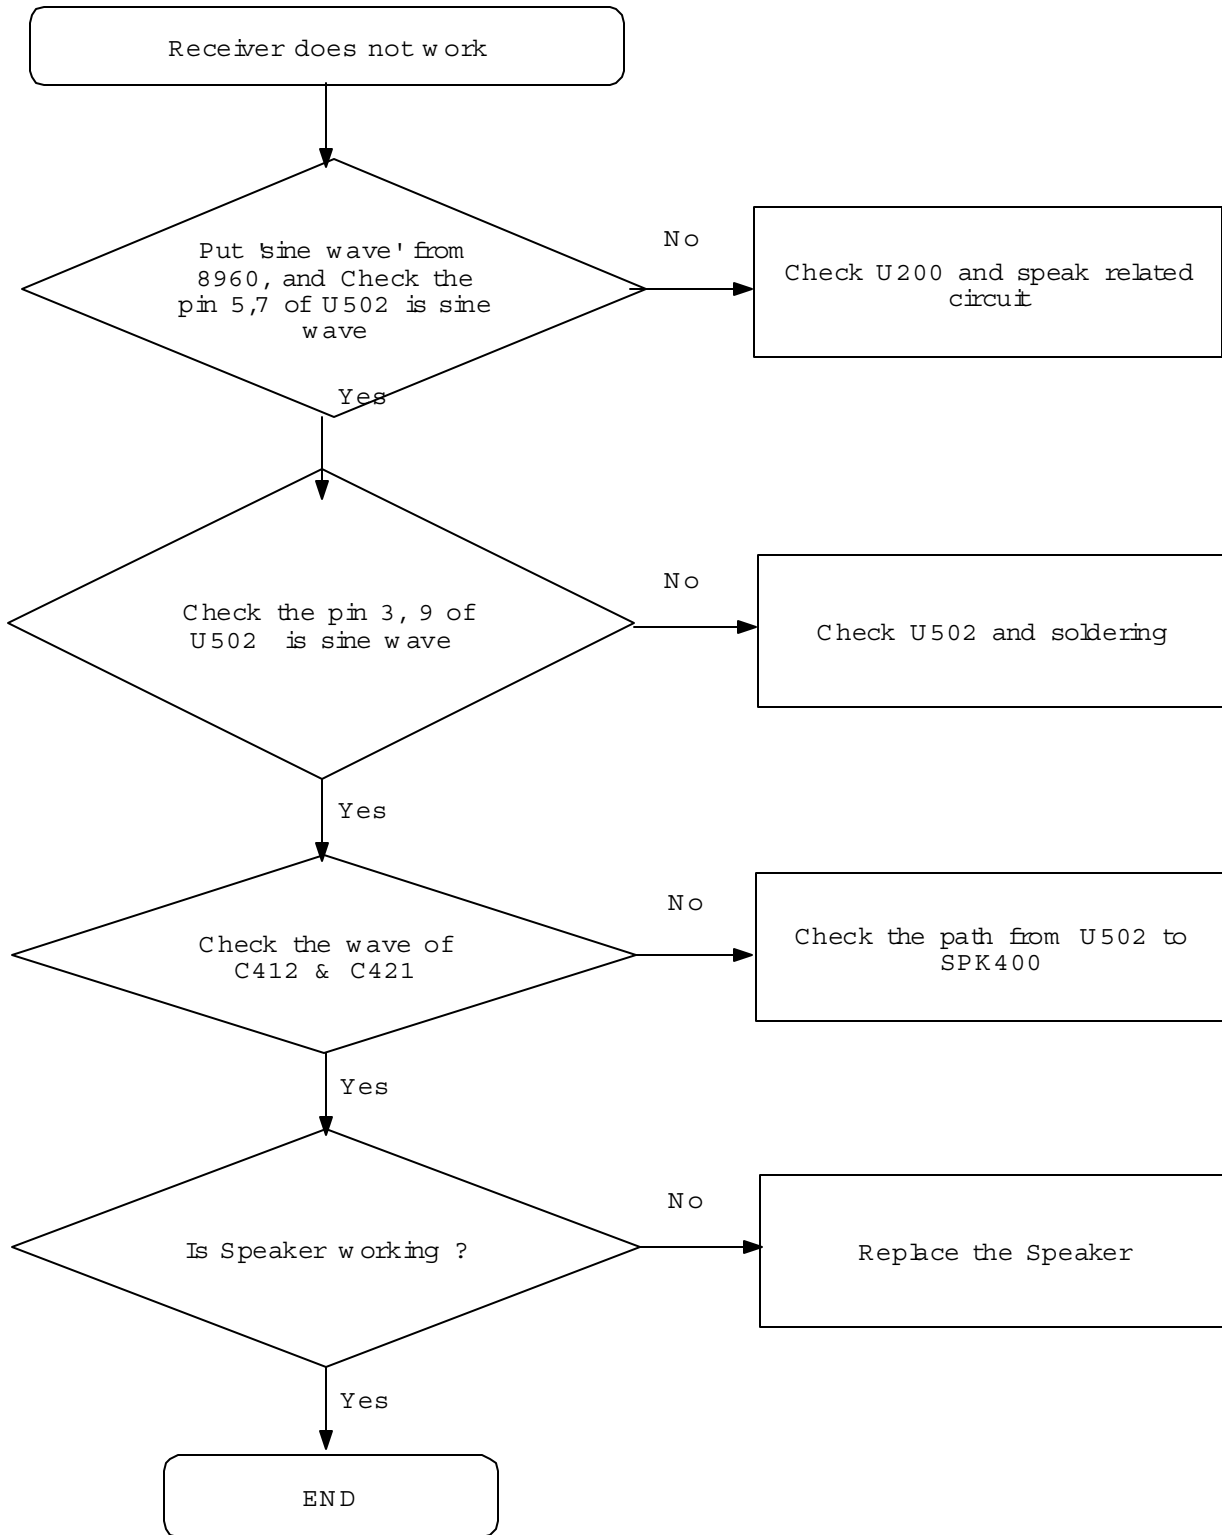 Receiver does not work
Put 'sine wave' from
8960, and Check the
pin 5,7 of U502 is sine
wave
No
Check U200 and speak related
circuit
Yes
Check the pin 3, 9 of
U502 is sine wave
No
Check U502 and soldering
Yes
Check the wave of
C412 & C421
No
Check the path from U502 to
SPK400
Yes
Is Speaker working ?
No
Replace the Speaker
Yes
END